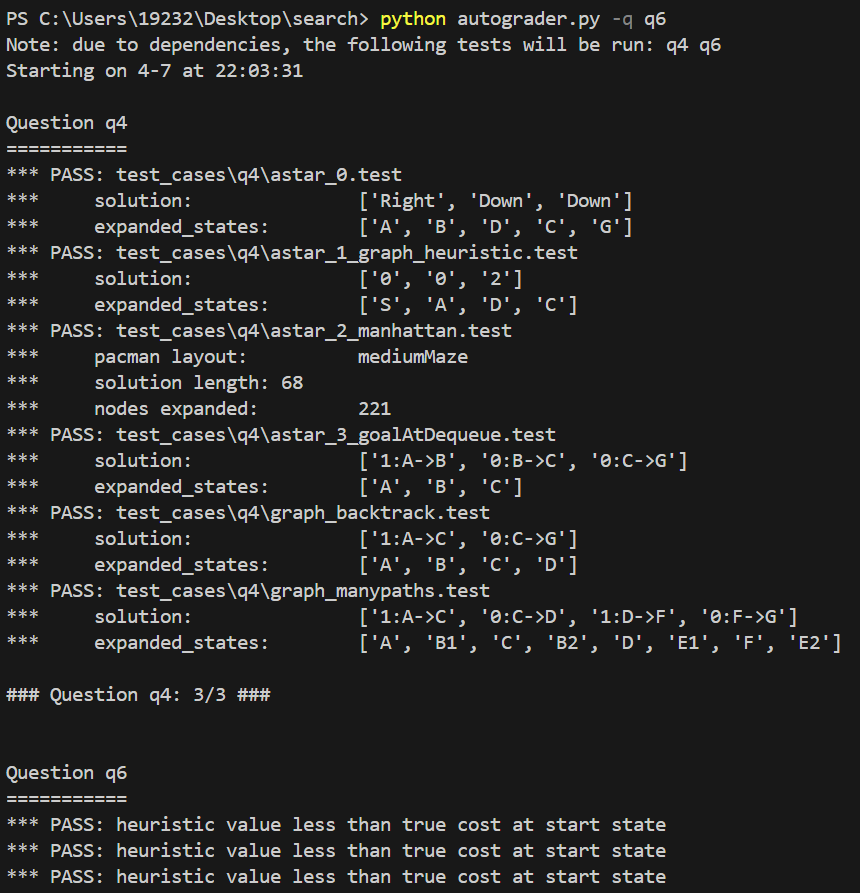 PS C:\Users\19232\Desktop\search> python autograder.py -q q6
Note: due to dependencies, the following tests will be run: q4 q6
Starting on 4-7 at 22:03:31

Question q4
===========
*** PASS: test_cases\q4\astar_0.test
***     solution:               ['Right', 'Down', 'Down']
***     expanded_states:        ['A', 'B', 'D', 'C', 'G']
*** PASS: test_cases\q4\astar_1_graph_heuristic.test
***     solution:               ['0', '0', '2']
***     expanded_states:        ['S', 'A', 'D', 'C']
*** PASS: test_cases\q4\astar_2_manhattan.test
***     pacman layout:          mediumMaze
***     solution length: 68
***     nodes expanded:         221
*** PASS: test_cases\q4\astar_3_goalAtDequeue.test
***     solution:               ['1:A->B', '0:B->C', '0:C->G']
***     expanded_states:        ['A', 'B', 'C']
*** PASS: test_cases\q4\graph_backtrack.test
***     solution:               ['1:A->C', '0:C->G']
***     expanded_states:        ['A', 'B', 'C', 'D']
*** PASS: test_cases\q4\graph_manypaths.test
***     solution:               ['1:A->C', '0:C->D', '1:D->F', '0:F->G']
***     expanded_states:        ['A', 'B1', 'C', 'B2', 'D', 'E1', 'F', 'E2']

### Question q4: 3/3 ###


Question q6
===========
*** PASS: heuristic value less than true cost at start state
*** PASS: heuristic value less than true cost at start state
*** PASS: heuristic value less than true cost at start state